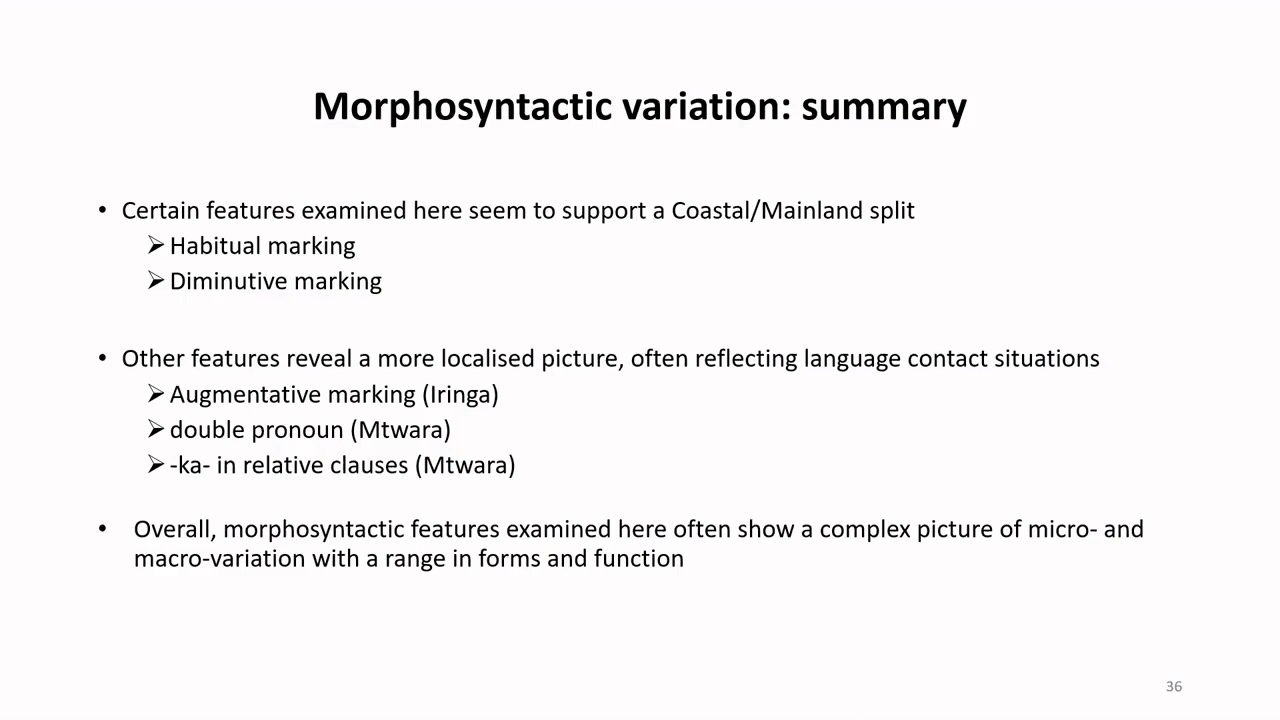 Morphosyntactic variation: summary
• Certain features examined here seem to support a Coastal/Mainland split
➢ Habitual marking
➢ Diminutive marking
• Other features reveal a more localised picture, often reflecting language contact situations
➢ Augmentative marking (Iringa)
➢ double pronoun (Mtwara)
➢ -ka- in relative clauses (Mtwara)
• Overall, morphosyntactic features examined here often show a complex picture of micro- and
macro-variation with a range in forms and function
36